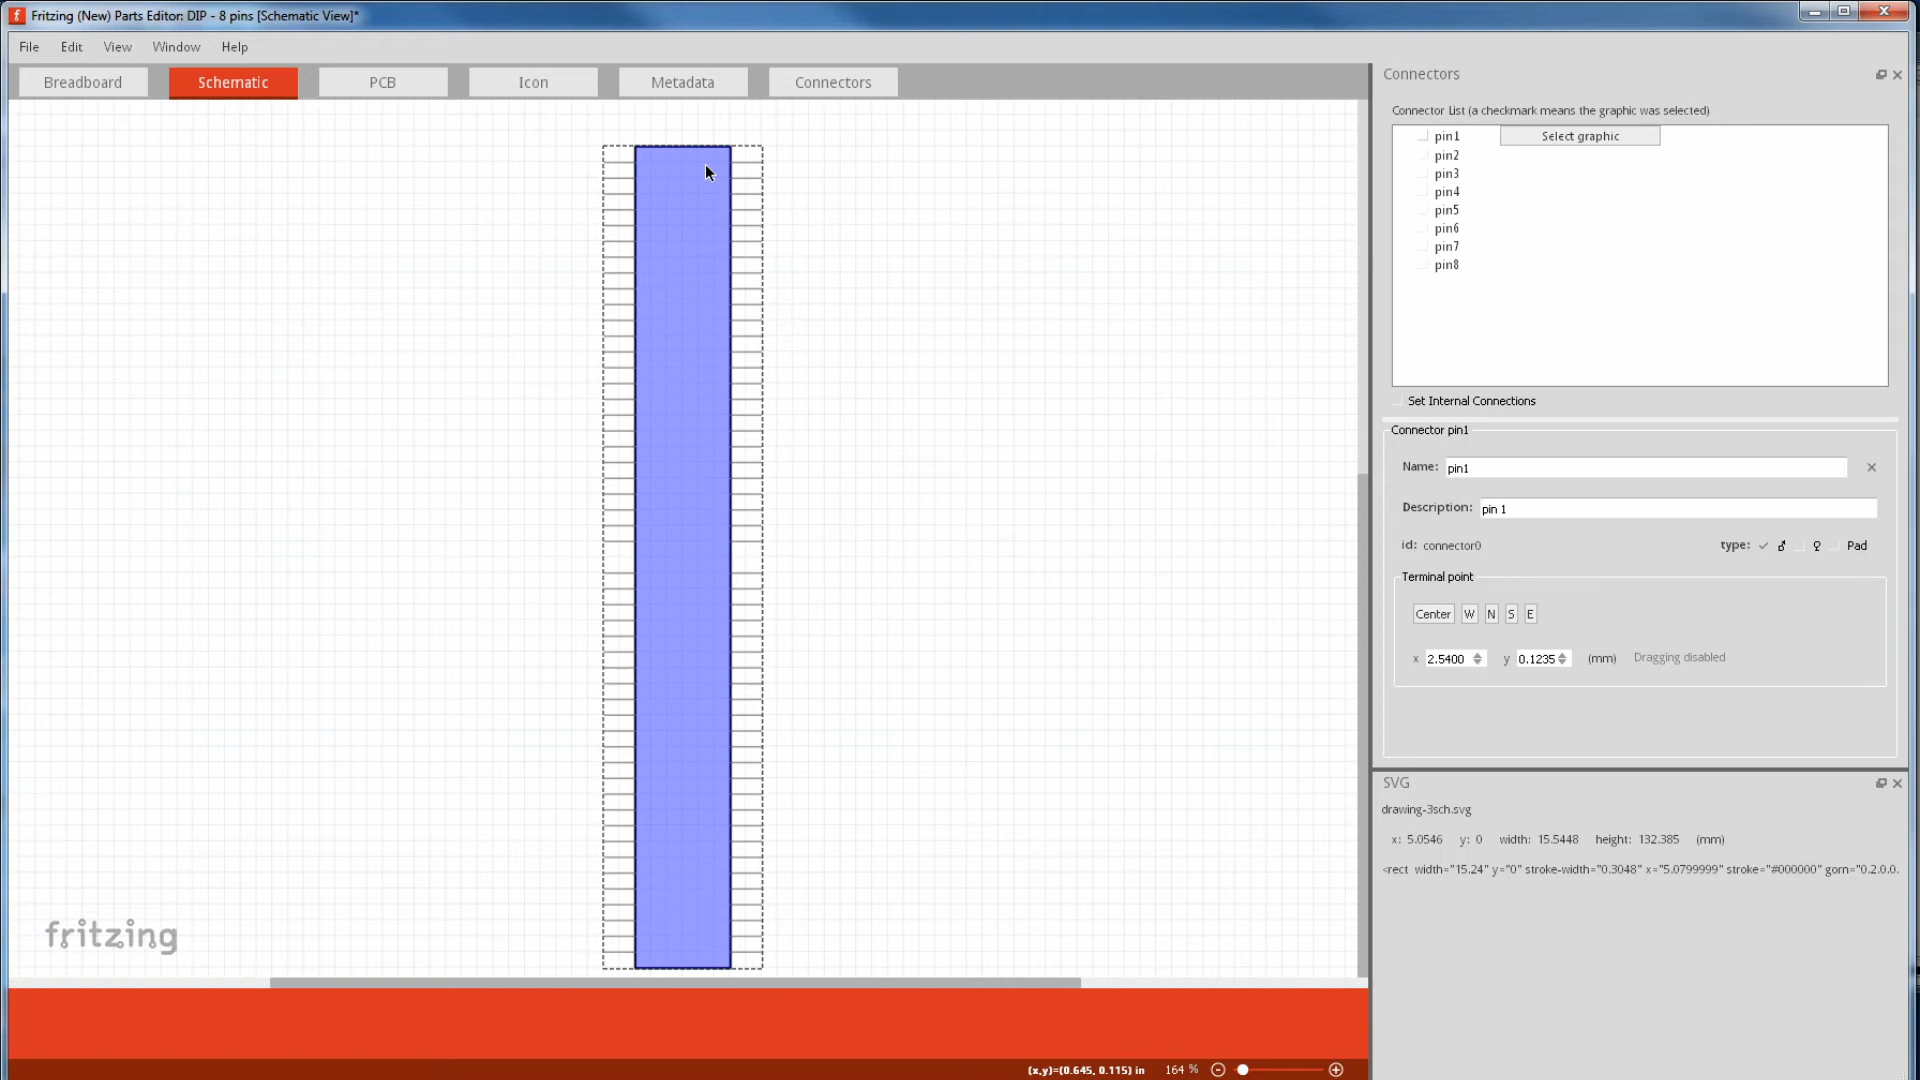 Fritzing (New) Parts Editor: DIP - 8 pins [Schematic View]*
File Edit View Window Help
Breadboard Schematic PCB Icon Metadata Connectors
Connectors
Connector List (a checkmark means the graphic was selected)
pin1 Select graphic
pin2
pin3
pin4
pin5
pin6
pin7
pin8
Set Internal Connections
Connector pin1
Name: pin1
Description: pin 1
id: connector0 type: ♂ ♀ Pad
Terminal point
Center W N S E
x 2.5400 y 0.1235 (mm) Dragging disabled
SVG
drawing-3sch.svg
x: 5.0546 y: 0 width: 15.5448 height: 132.385 (mm)
<rect width="15.24" y="0" stroke-width="0.3048" x="5.0799999" stroke="#000000" gorn="0.2.0.0.
fritzing
(x,y)=(0.645, 0.115) in 164 %